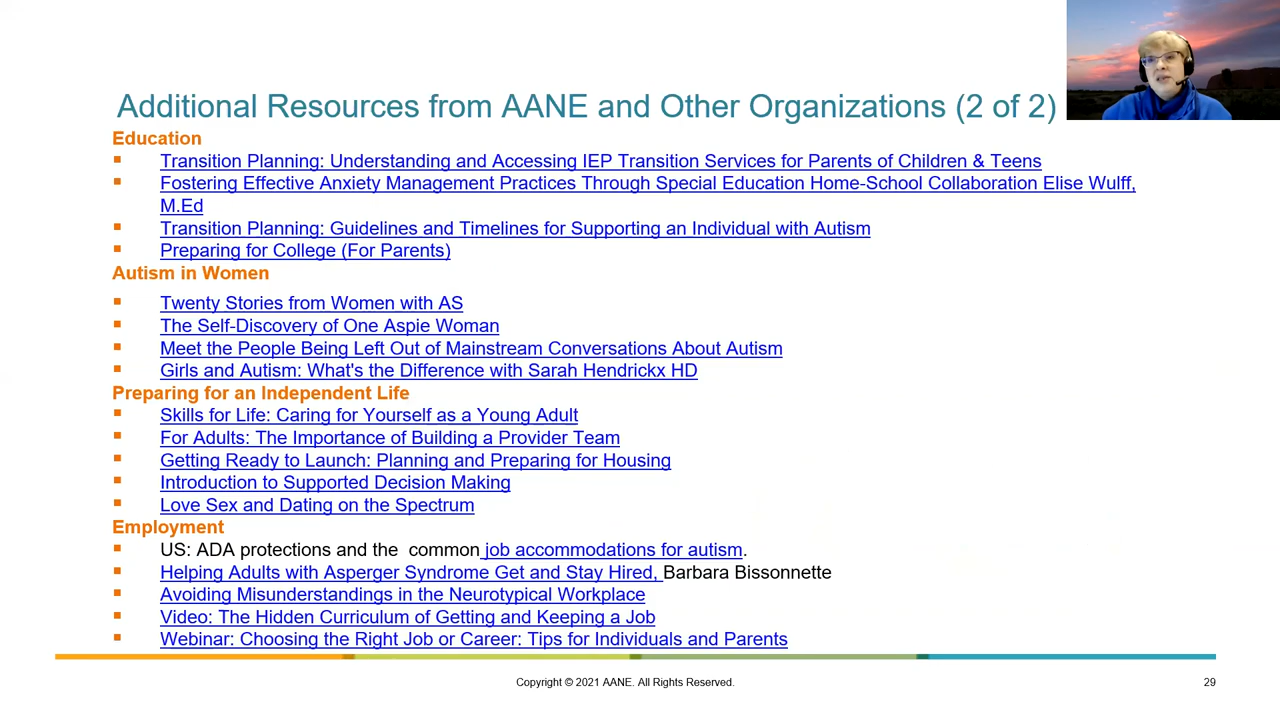 Additional Resources from AANE and Other Organizations (2 of 2)
Education
Transition Planning: Understanding and Accessing IEP Transition Services for Parents of Children & Teens
Fostering Effective Anxiety Management Practices Through Special Education Home-School Collaboration Elise Wulff,
M.Ed
Transition Planning: Guidelines and Timelines for Supporting an Individual with Autism
Preparing for College (For Parents)
Autism in Women
Twenty Stories from Women with AS
The Self-Discovery of One Aspie Woman
Meet the People Being Left Out of Mainstream Conversations About Autism
Girls and Autism: What's the Difference with Sarah Hendrickx HD
Preparing for an Independent Life
Skills for Life: Caring for Yourself as a Young Adult
For Adults: The Importance of Building a Provider Team
Getting Ready to Launch: Planning and Preparing for Housing
Introduction to Supported Decision Making
Love Sex and Dating on the Spectrum
Employment
US: ADA protections and the common job accommodations for autism.
Helping Adults with Asperger Syndrome Get and Stay Hired, Barbara Bissonnette
Avoiding Misunderstandings in the Neurotypical Workplace
Video: The Hidden Curriculum of Getting and Keeping a Job
Webinar: Choosing the Right Job or Career: Tips for Individuals and Parents
Copyright © 2021 AANE. All Rights Reserved.
29